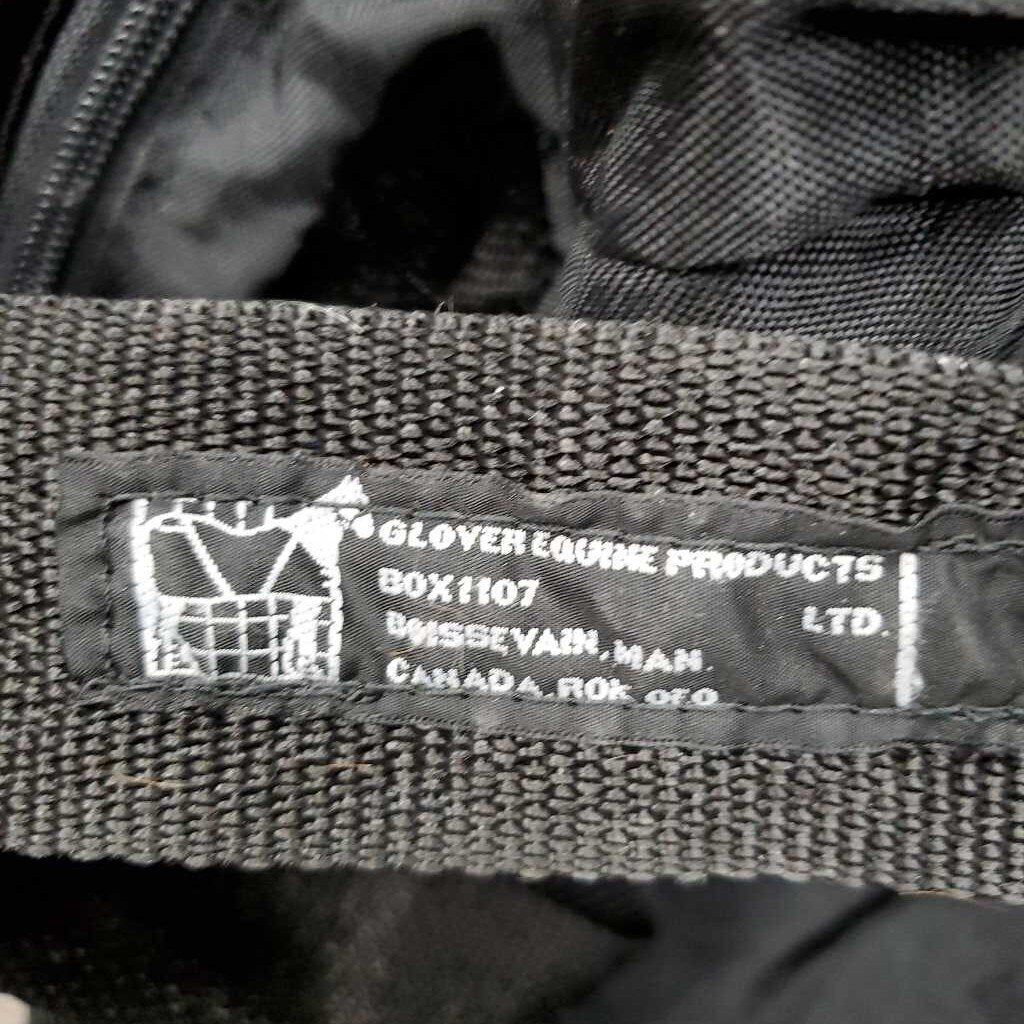 GLOVER EQUINE PRODUCTS
LTD.
BOX 1107
BOISSEVAIN, MAN.
CANADA, R0K 0E0